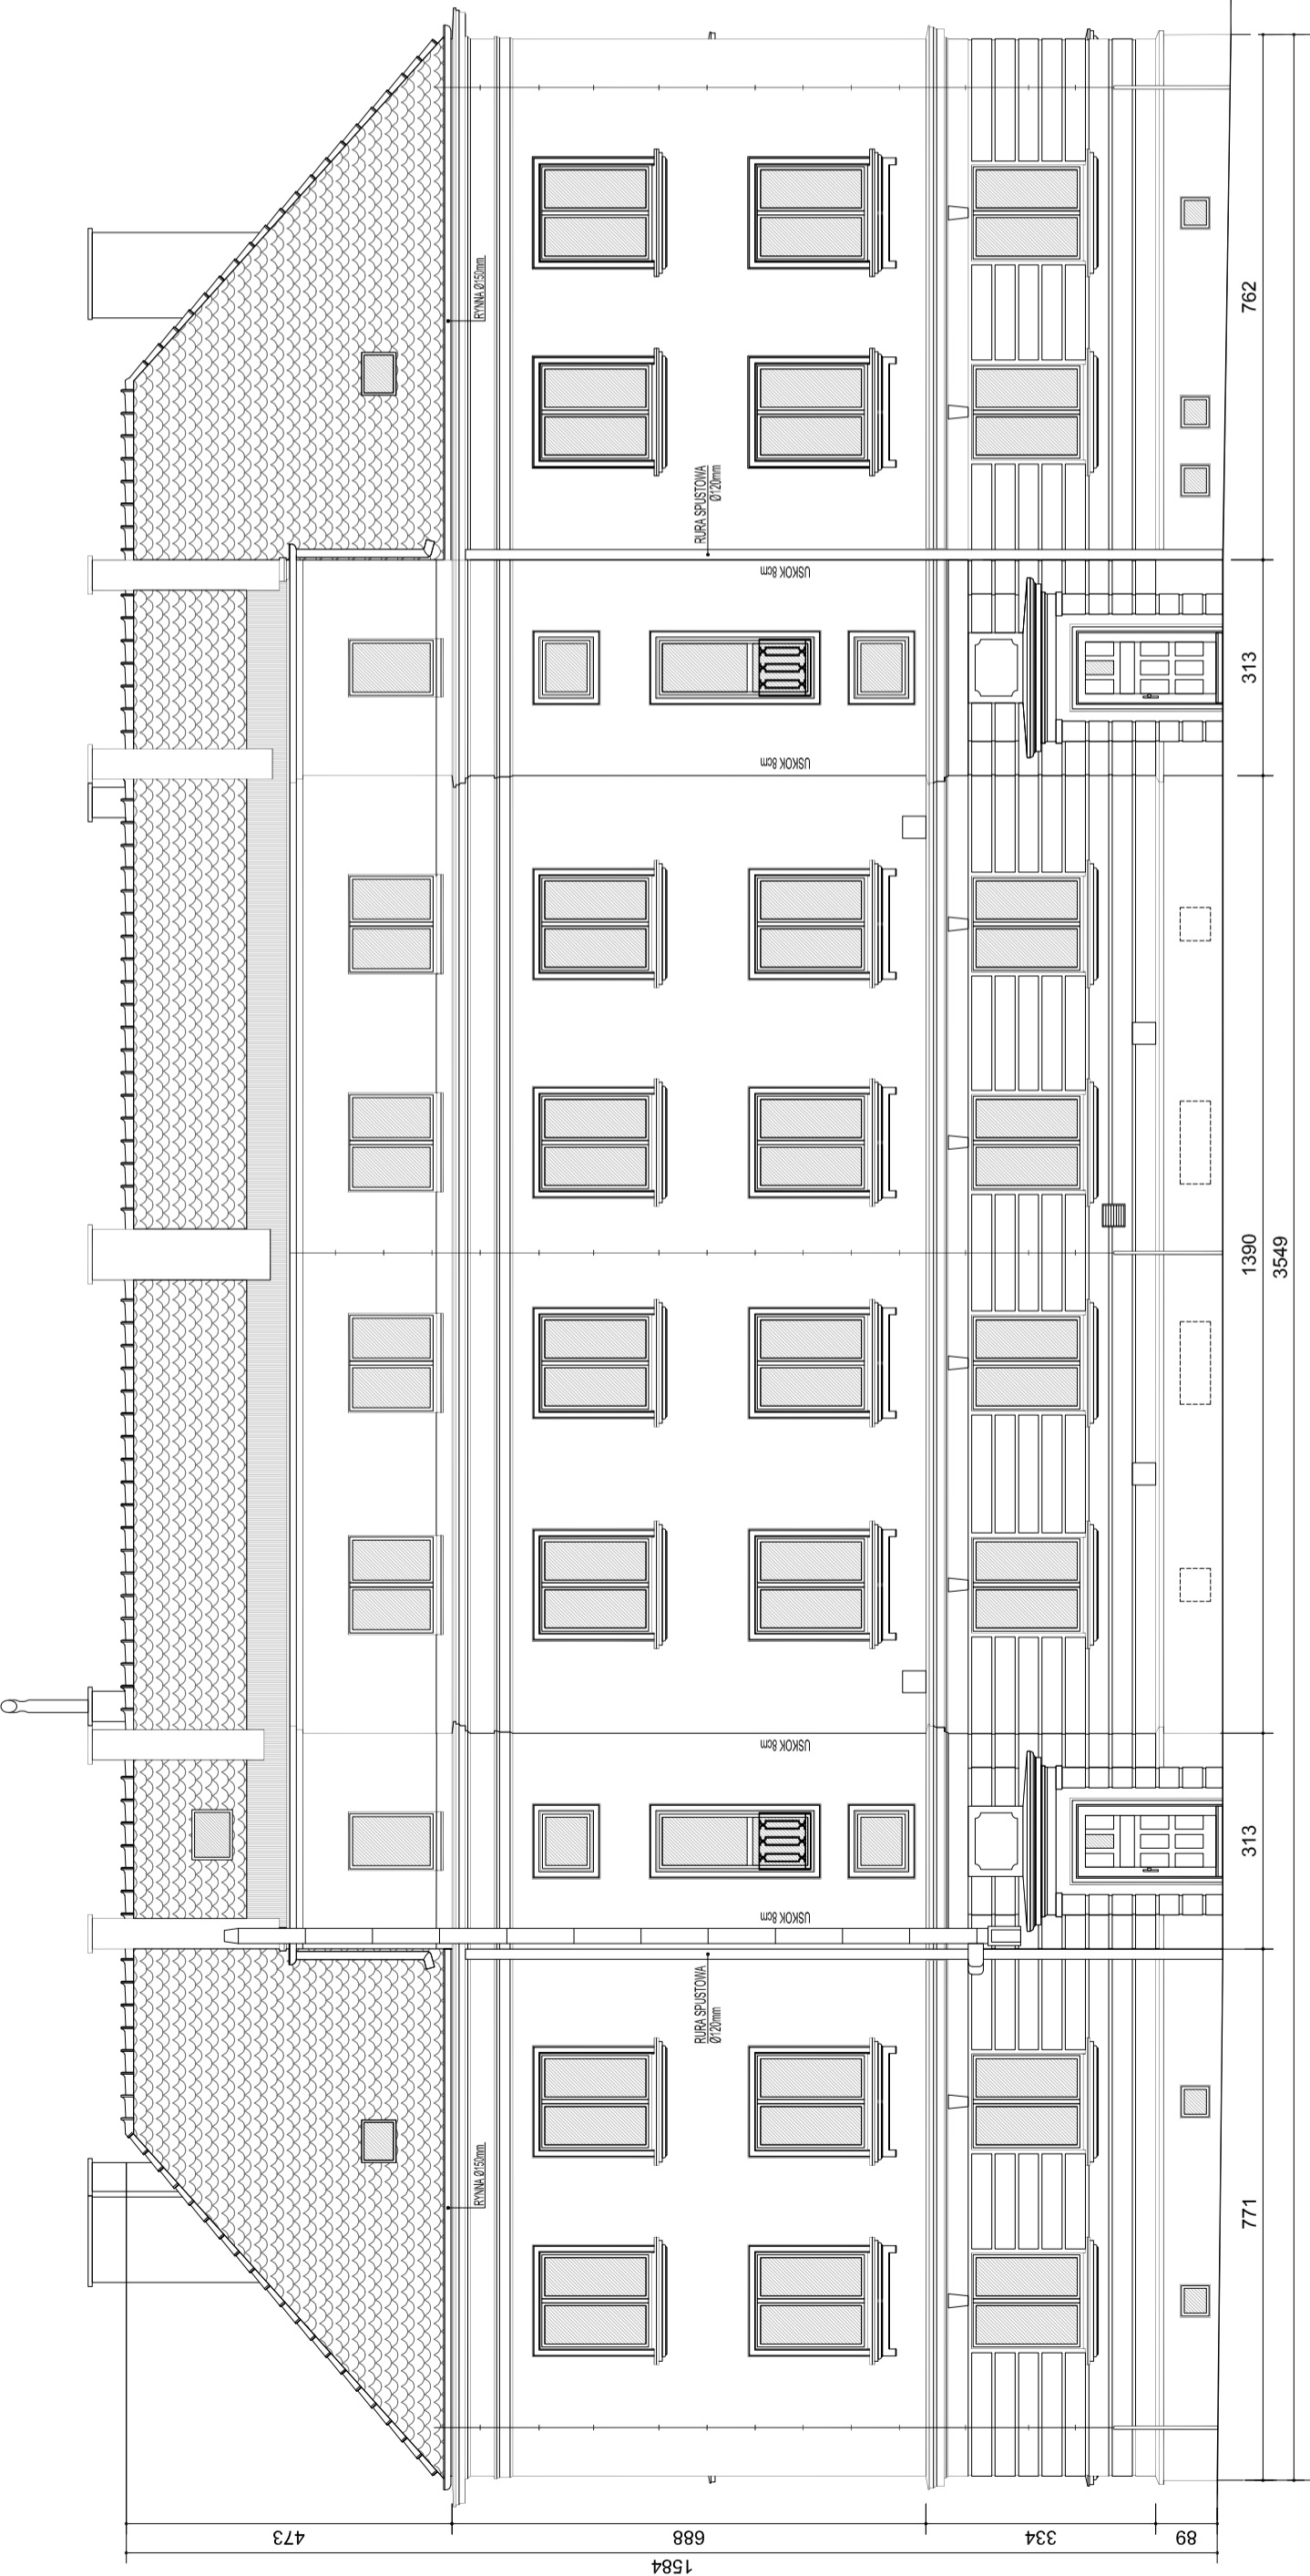 RYNNA Ø150mm
RYNNA Ø150mm
RURA SPUSTOWA
Ø120mm
RURA SPUSTOWA
Ø120mm
USKOK 8cm
USKOK 8cm
USKOK 8cm
USKOK 8cm
473
688
334
89
1584
771
313
1390
313
762
3549